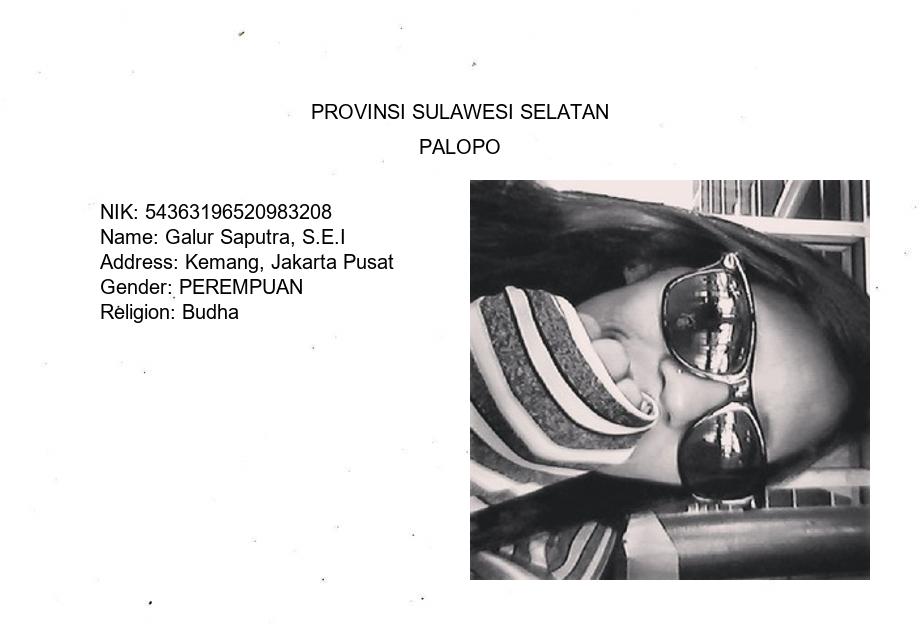 PROVINSI SULAWESI SELATAN
PALOPO
NIK: 54363196520983208
Name: Galur Saputra, S.E.I
Address: Kemang, Jakarta Pusat
Gender: PEREMPUAN
Religion: Budha